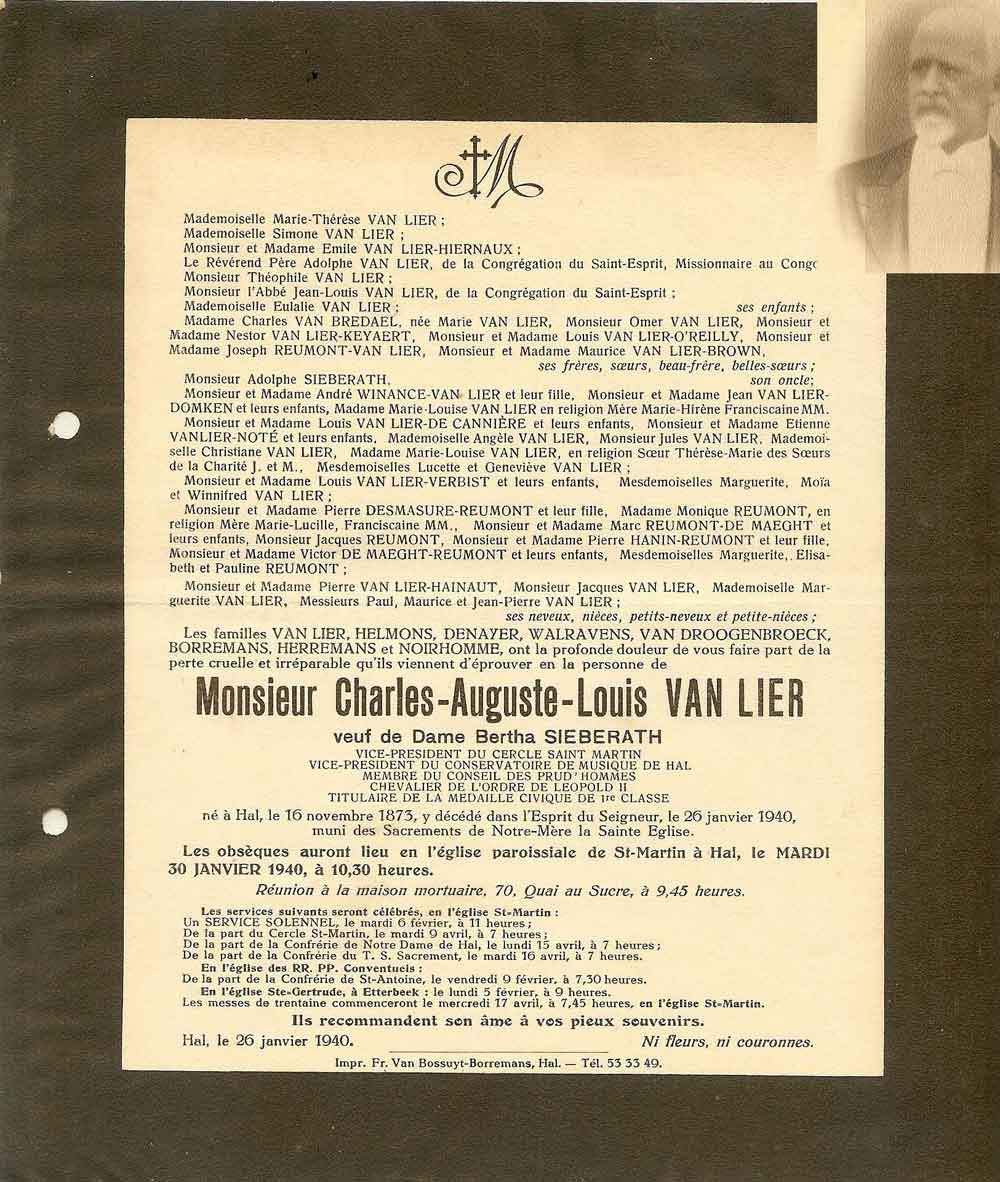 Mademoiselle Marie-Thérèse VAN LIER ;
Mademoiselle Simone VAN LIER ;
Monsieur et Madame Emile VAN LIER-HIERNAUX ;
Le Révérend Père Adolphe VAN LIER, de la Congrégation du Saint-Esprit, Missionnaire au Congo
Monsieur Théophile VAN LIER ;
Monsieur l'Abbé Jean-Louis VAN LIER, de la Congrégation du Saint-Esprit ;
Mademoiselle Eulalie VAN LIER ; ses enfants ;
Madame Charles VAN BREDAEL, née Marie VAN LIER, Monsieur Omer VAN LIER, Monsieur et
Madame Nestor VAN LIER-KEYAERT, Monsieur et Madame Louis VAN LIER-O'REILLY, Monsieur et
Madame Joseph REUMONT-VAN LIER, Monsieur et Madame Maurice VAN LIER-BROWN,
ses frères, sœurs, beau-frère, belles-sœurs ;
Monsieur Adolphe SIEBERATH, son oncle;
Monsieur et Madame André WINANCE-VAN LIER et leur fille, Monsieur et Madame Jean VAN LIER-
DOMKEN et leurs enfants, Madame Marie-Louise VAN LIER en religion Mère Marie-Hirène Franciscaine MM.
Monsieur et Madame Louis VAN LIER-DE CANNIÈRE et leurs enfants, Monsieur et Madame Etienne
VANLIER-NOTÉ et leurs enfants, Mademoiselle Angèle VAN LIER, Monsieur Jules VAN LIER, Mademoi-
selle Christiane VAN LIER, Madame Marie-Louise VAN LIER, en religion Sœur Thérèse-Marie des Sœurs
de la Charité J. et M., Mesdemoiselles Lucette et Geneviève VAN LIER ;
Monsieur et Madame Louis VAN LIER-VERBIST et leurs enfants, Mesdemoiselles Marguerite, Moïa
et Winnifred VAN LIER ;
Monsieur et Madame Pierre DESMASURE-REUMONT et leur fille, Madame Monique REUMONT, en
religion Mère Marie-Lucille, Franciscaine MM., Monsieur et Madame Marc REUMONT-DE MAEGHT et
leurs enfants, Monsieur Jacques REUMONT, Monsieur et Madame Pierre HANIN-REUMONT et leur fille,
Monsieur et Madame Victor DE MAEGHT-REUMONT et leurs enfants, Mesdemoiselles Marguerite,. Elisa-
beth et Pauline REUMONT ;
Monsieur et Madame Pierre VAN LIER-HAINAUT, Monsieur Jacques VAN LIER, Mademoiselle Mar-
guerite VAN LIER, Messieurs Paul, Maurice et Jean-Pierre VAN LIER ;
ses neveux, nièces, petits-neveux et petite-nièces ;
Les familles VAN LIER, HELMONS, DENAYER, WALRAVENS, VAN DROOGENBROECK,
BORREMANS, HERREMANS et NOIRHOMME, ont la profonde douleur de vous faire part de la
perte cruelle et irréparable qu'ils viennent d'éprouver en la personne de
Monsieur Charles-Auguste-Louis VAN LIER
veuf de Dame Bertha SIEBERATH
VICE-PRESIDENT DU CERCLE SAINT MARTIN
VICE-PRESIDENT DU CONSERVATOIRE DE MUSIQUE DE HAL
MEMBRE DU CONSEIL DES PRUD'HOMMES
CHEVALIER DE L'ORDRE DE LEOPOLD II
TITULAIRE DE LA MEDAILLE CIVIQUE DE 1re CLASSE
né à Hal, le 16 novembre 1873, y décédé dans l'Esprit du Seigneur, le 26 janvier 1940,
muni des Sacrements de Notre-Mère la Sainte Eglise.
Les obsèques auront lieu en l'église paroissiale de St-Martin à Hal, le MARDI
30 JANVIER 1940, à 10,30 heures.
Réunion à la maison mortuaire, 70, Quai au Sucre, à 9,45 heures.
Les services suivants seront célébrés, en l'église St-Martin :
Un SERVICE SOLENNEL, le mardi 6 février, à 11 heures ;
De la part du Cercle St-Martin, le mardi 9 avril, à 7 heures ;
De la part de la Confrérie de Notre Dame de Hal, le lundi 15 avril, à 7 heures ;
De la part de la Confrérie du T. S. Sacrement, le mardi 16 avril, à 7 heures.
En l'église des RR. PP. Conventuels :
De la part de la Confrérie de St-Antoine, le vendredi 9 février, à 7,30 heures.
En l'église Ste-Gertrude, à Etterbeek : le lundi 5 février, à 9 heures.
Les messes de trentaine commenceront le mercredi 17 avril, à 7,45 heures, en l'église St-Martin.
Ils recommandent son âme à vos pieux souvenirs.
Hal, le 26 janvier 1940. Ni fleurs, ni couronnes.
Impr. Fr. Van Bossuyt-Borremans, Hal. — Tél. 53 33 49.